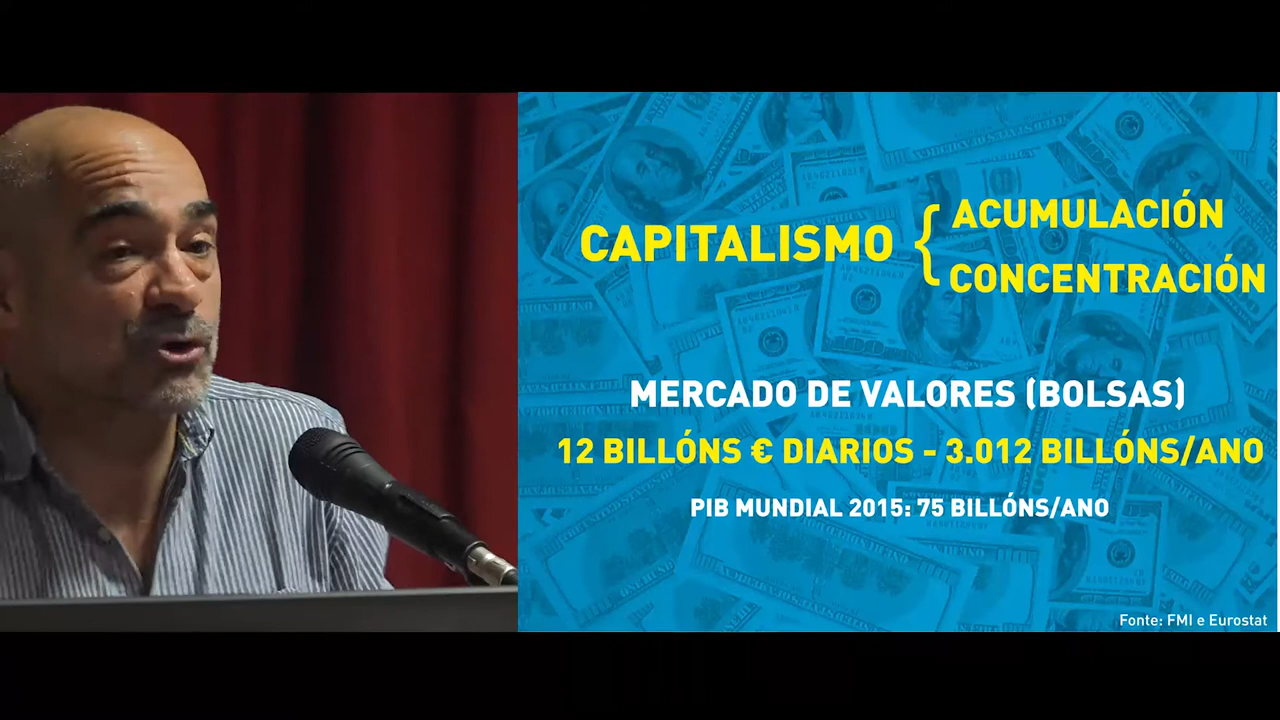 CAPITALISMO { ACUMULACIÓN
CONCENTRACIÓN
MERCADO DE VALORES (BOLSAS)
12 BILLÓNS € DIARIOS - 3.012 BILLÓNS/ANO
PIB MUNDIAL 2015: 75 BILLÓNS/ANO
Fonte: FMI e Eurostat